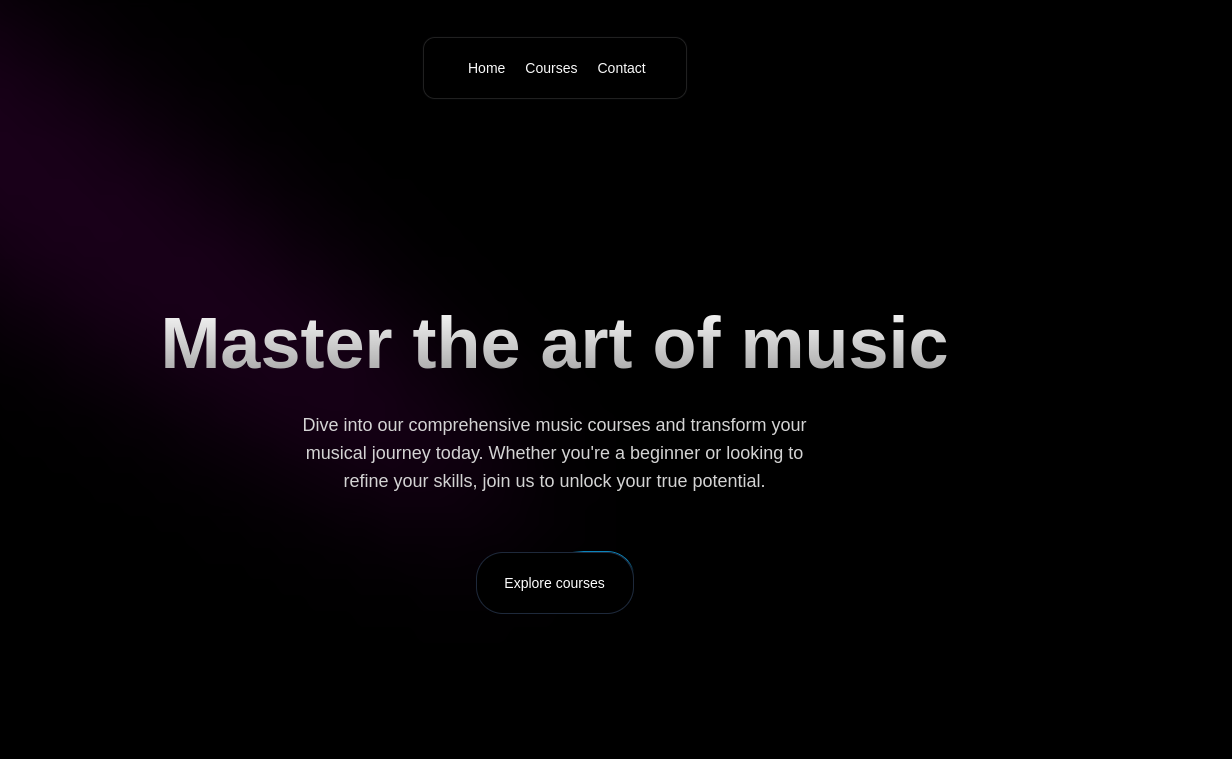 Home Courses Contact
Master the art of music
Dive into our comprehensive music courses and transform your
musical journey today. Whether you're a beginner or looking to
refine your skills, join us to unlock your true potential.
Explore courses